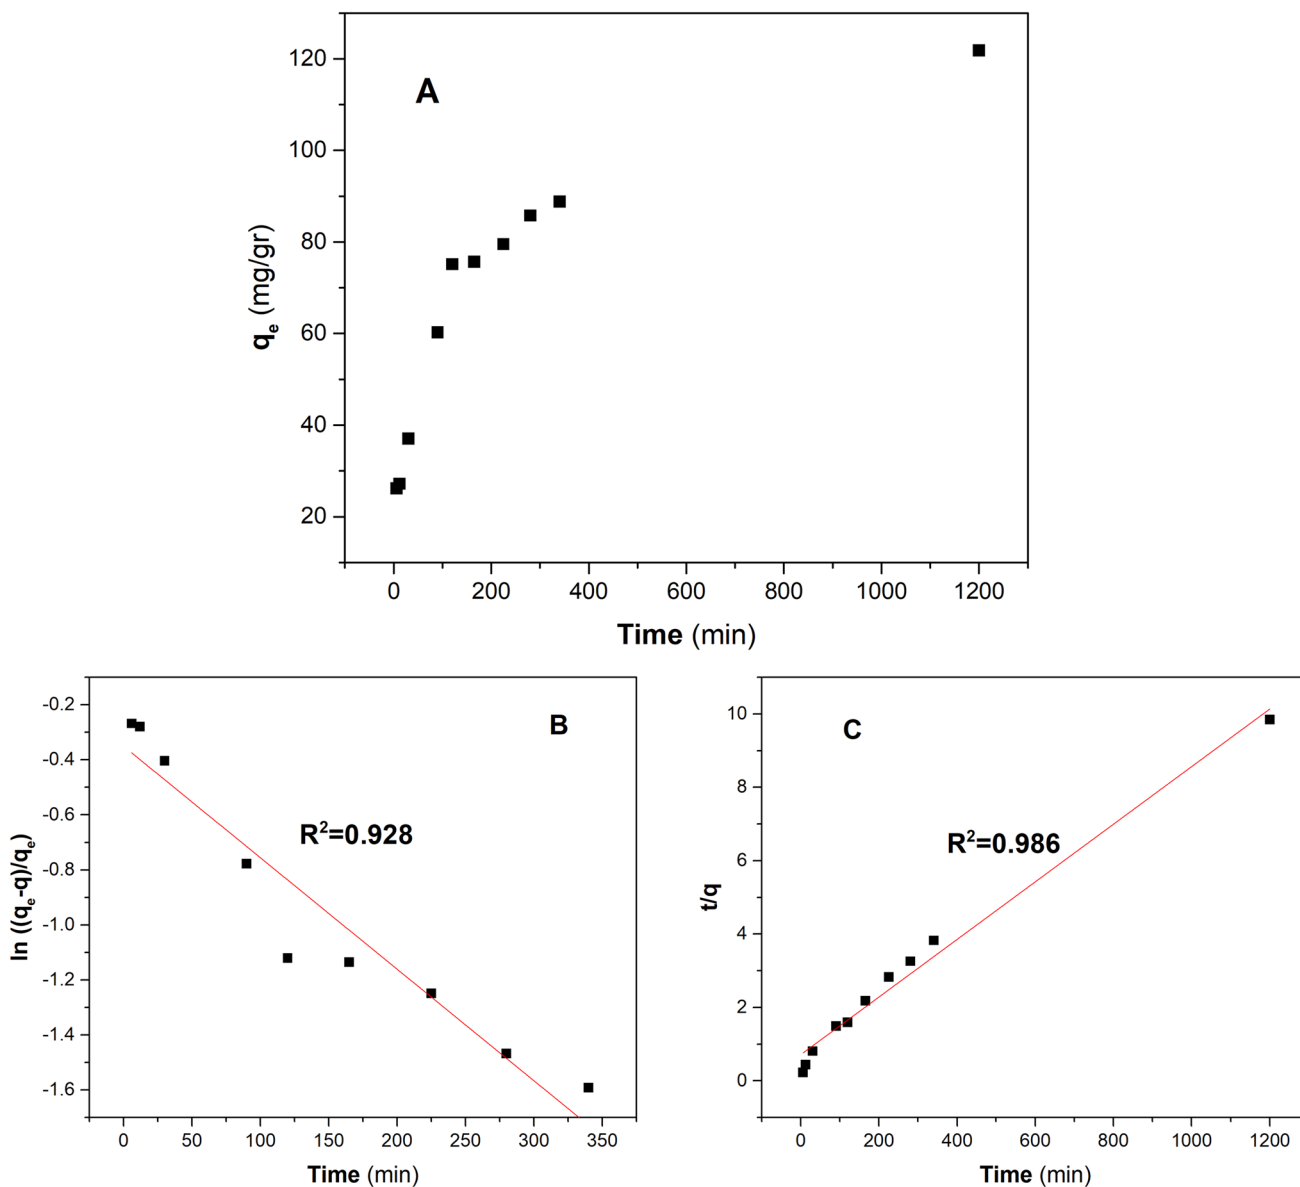 A
120
100
80
60
40
20
qe (mg/gr)
0 200 400 600 800 1000 1200
Time (min)
B
-0.2
-0.4
-0.6
-0.8
-1.0
-1.2
-1.4
-1.6
R²=0.928
ln ((qe-q)/qe)
0 50 100 150 200 250 300 350
Time (min)
C
10
8
6
4
2
0
R²=0.986
t/q
0 200 400 600 800 1000 1200
Time (min)